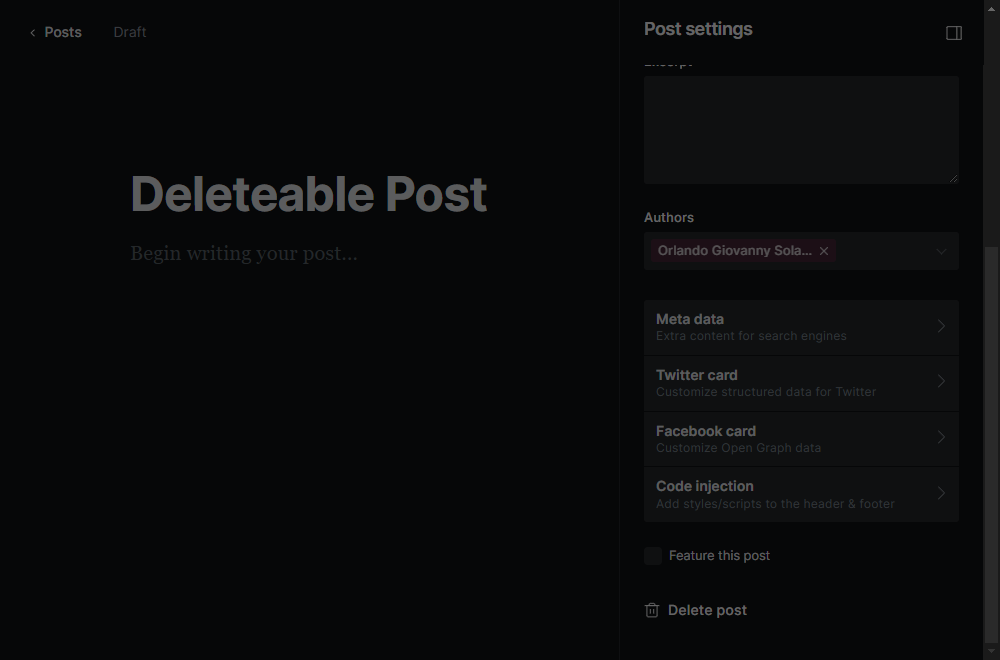 Posts
Draft
Deleteable Post
Begin writing your post...
Post settings
Excerpt
Authors
Orlando Giovanny Sola...
Meta data
Extra content for search engines
Twitter card
Customize structured data for Twitter
Facebook card
Customize Open Graph data
Code injection
Add styles/scripts to the header & footer
Feature this post
Delete post